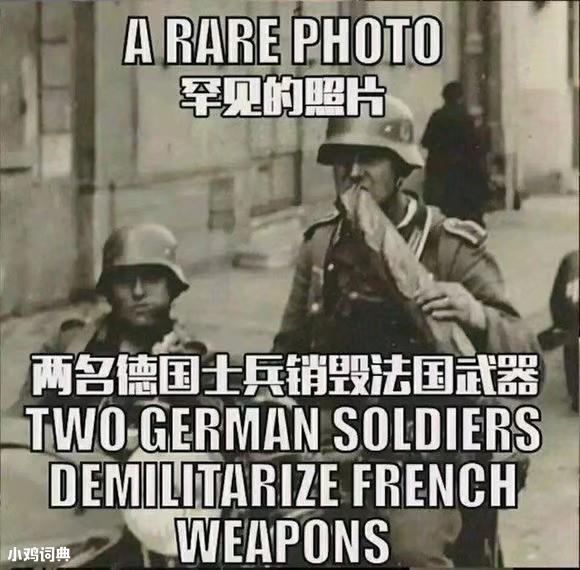 A RARE PHOTO
罕见的照片
两名德国士兵销毁法国武器
TWO GERMAN SOLDIERS
DEMILITARIZE FRENCH
WEAPONS
小鸡词典